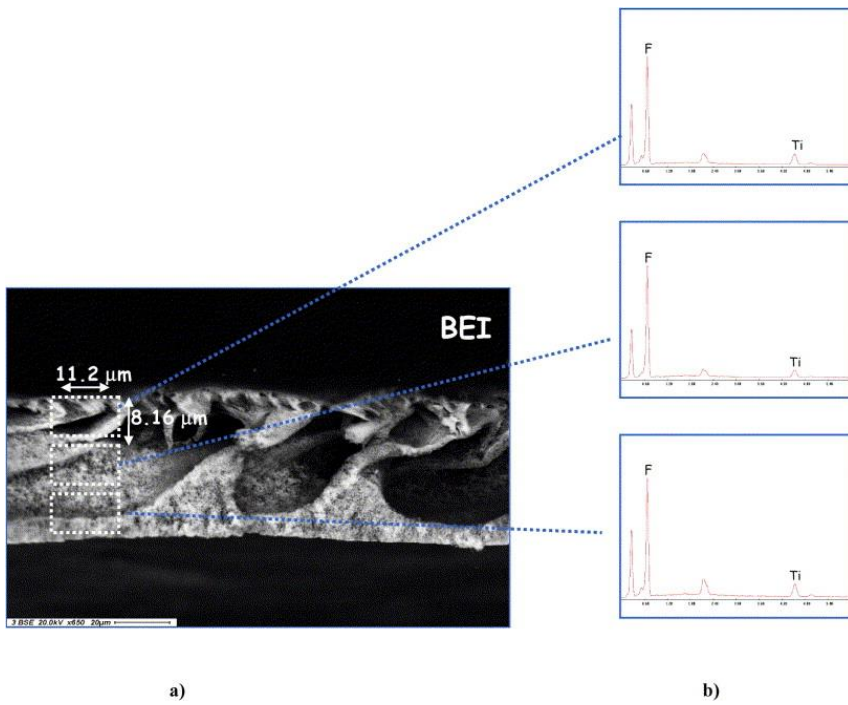 F
Ti
F
Ti
BEI
11.2 µm
8.16 µm
F
Ti
3 BSE 20.0kV x650 20µm
a)
b)